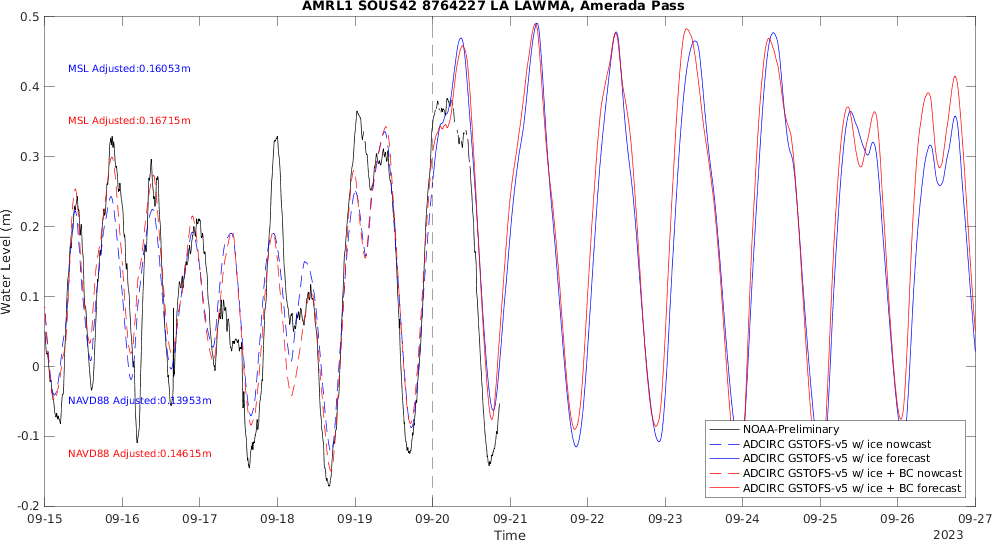 AMRL1 SOUS42 8764227 LA LAWMA, Amerada Pass
0.5
0.4
0.3
0.2
0.1
0
-0.1
-0.2
Water Level (m)
MSL Adjusted:0.16053m
MSL Adjusted:0.16715m
NAVD88 Adjusted:0.13953m
NAVD88 Adjusted:0.14615m
NOAA-Preliminary
ADCIRC GSTOFS-v5 w/ ice nowcast
ADCIRC GSTOFS-v5 w/ ice forecast
ADCIRC GSTOFS-v5 w/ ice + BC nowcast
ADCIRC GSTOFS-v5 w/ ice + BC forecast
09-15 09-16 09-17 09-18 09-19 09-20 09-21 09-22 09-23 09-24 09-25 09-26 09-27
Time
2023